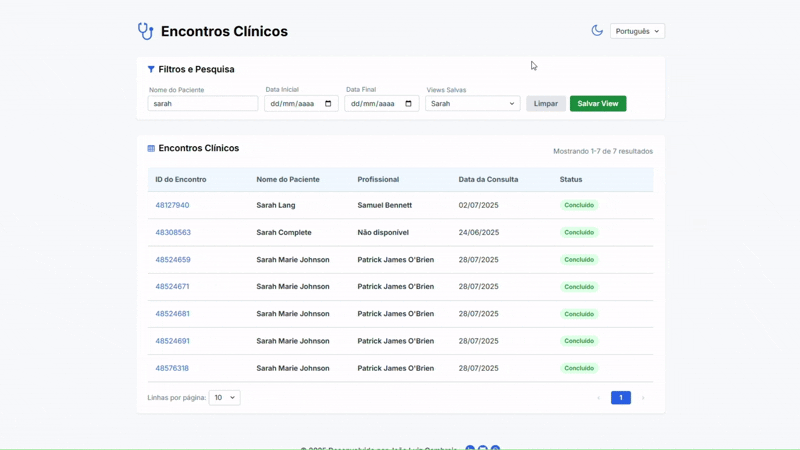 Encontros Clínicos
Português
Filtros e Pesquisa
Nome do Paciente Data Inicial Data Final Views Salvas
sarah dd/mm/aaaa dd/mm/aaaa Sarah Limpar Salvar View
Encontros Clínicos
Mostrando 1-7 de 7 resultados
ID do Encontro Nome do Paciente Profissional Data da Consulta Status
48127940 Sarah Lang Samuel Bennett 02/07/2025 Concluído
48308563 Sarah Complete Não disponível 24/06/2025 Concluído
48524659 Sarah Marie Johnson Patrick James O'Brien 28/07/2025 Concluído
48524671 Sarah Marie Johnson Patrick James O'Brien 28/07/2025 Concluído
48524681 Sarah Marie Johnson Patrick James O'Brien 28/07/2025 Concluído
48524691 Sarah Marie Johnson Patrick James O'Brien 28/07/2025 Concluído
48576318 Sarah Marie Johnson Patrick James O'Brien 28/07/2025 Concluído
Linhas por página: 10 ‹ 1 ›
© 2025 Desenvolvido por João Luis